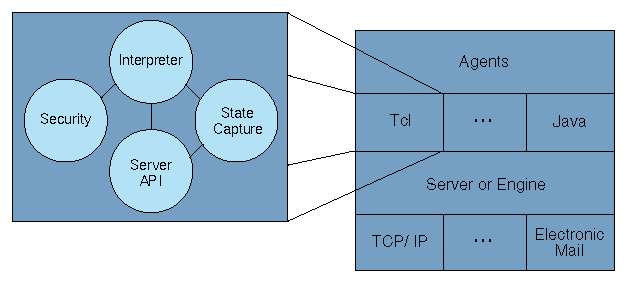 Interpreter
Security
State
Capture
Server
API
Agents
Tcl
...
Java
Server or Engine
TCP/ IP
...
Electronic
Mail